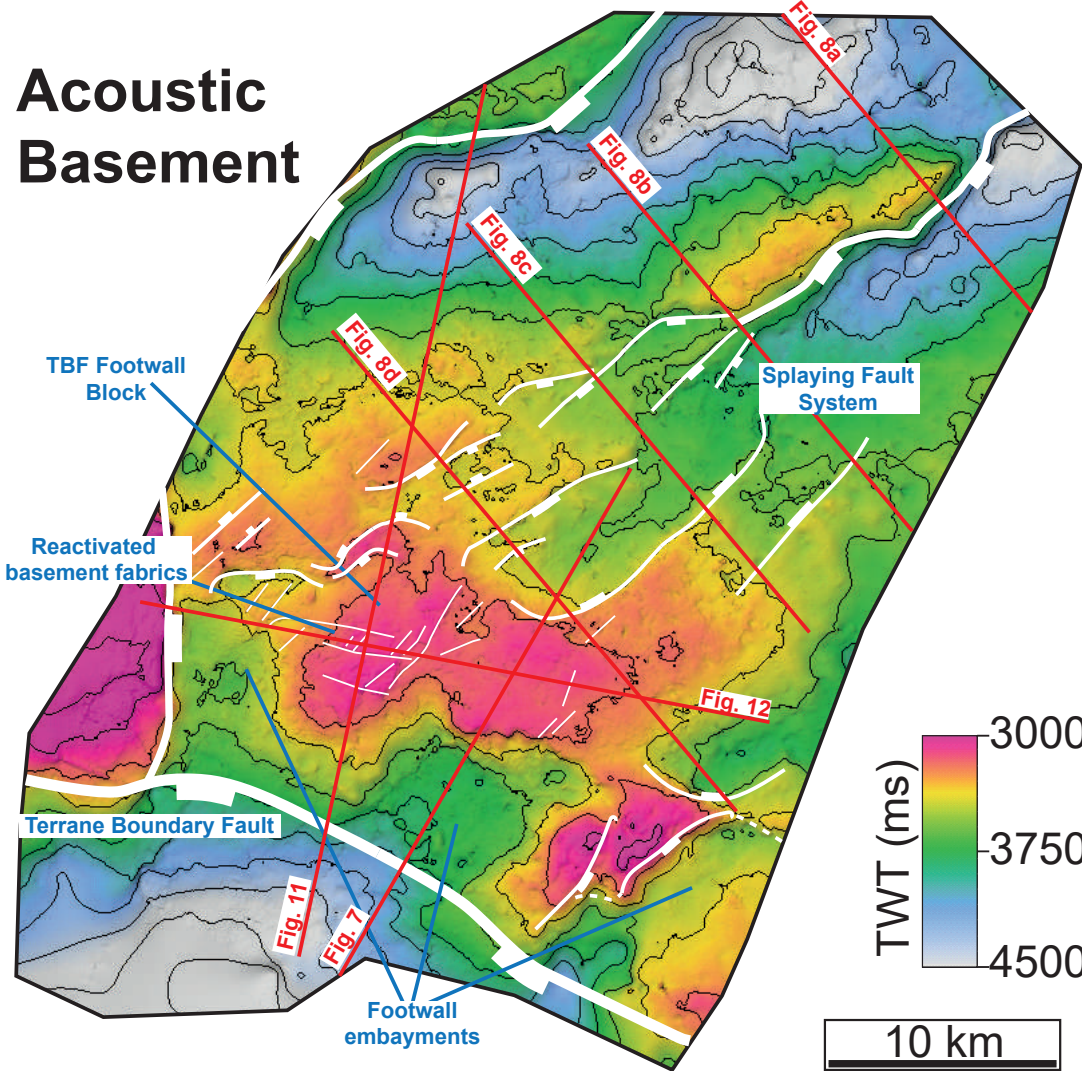 Acoustic
Basement
Fig. 8a
Fig. 8b
Fig. 8c
Fig. 8d
TBF Footwall
Block
Splaying Fault
System
Reactivated
basement fabrics
Fig. 12
Terrane Boundary Fault
Fig. 11
Fig. 7
Footwall
embayments
TWT (ms)
3000
3750
4500
10 km